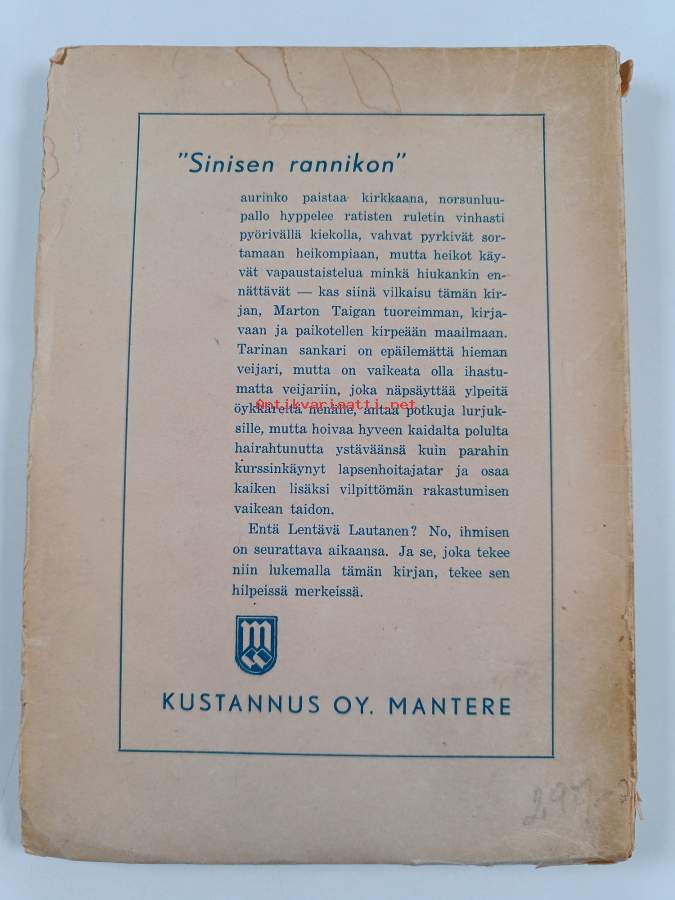 "Sinisen rannikon"
aurinko paistaa kirkkaana, norsunluu-
pallo hyppelee ratisten ruletin vinhasti
pyörivällä kiekolla, vahvat pyrkivät sor-
tamaan heikompiaan, mutta heikot käy-
vät vapaustaistelua minkä hiukankin en-
nättävät — kas siinä vilkaisu tämän kir-
jan, Marton Taigan tuoreimman, kirja-
vaan ja paikotellen kirpeään maailmaan.
Tarinan sankari on epäilemättä hieman
veijari, mutta on vaikeata olla ihastu-
matta veijariin, joka näpsäyttää ylpeitä
Antikvariaatti.net
öykkäreitä nenälle, antaa potkuja lurjuk-
sille, mutta hoivaa hyveen kaidalta polulta
hairahtunutta ystäväänsä kuin parahin
kurssinkäynyt lapsenhoitajatar ja osaa
kaiken lisäksi vilpittömän rakastumisen
vaikean taidon.
Entä Lentävä Lautanen? No, ihmisen
on seurattava aikaansa. Ja se, joka tekee
niin lukemalla tämän kirjan, tekee sen
hilpeissä merkeissä.
m
KUSTANNUS OY. MANTERE